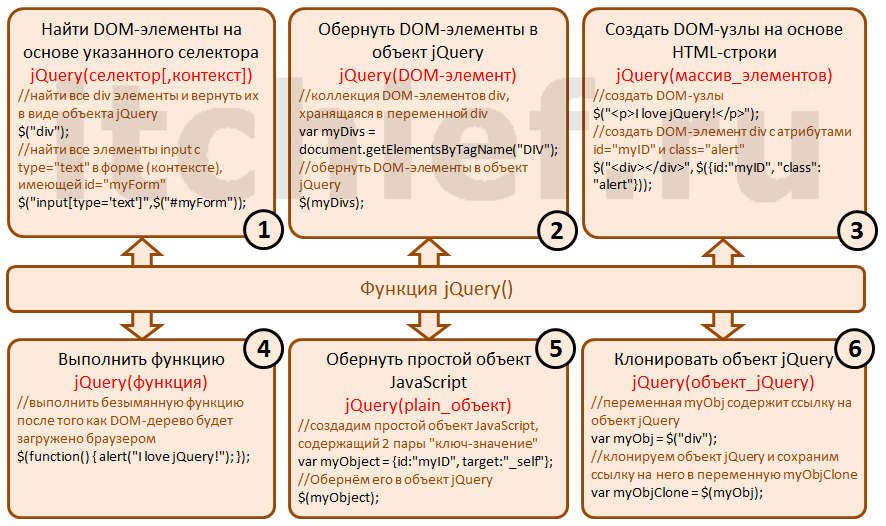 Найти DOM-элементы на
основе указанного селектора
jQuery(селектор[,контекст])
//найти все div элементы и вернуть их
в виде объекта jQuery
$("div");
//найти все элементы input с
type="text" в форме (контексте),
имеющей id="myForm"
$("input[type='text']",$("#myForm"));
1
Обернуть DOM-элементы в
объект jQuery
jQuery(DOM-элемент)
//коллекция DOM-элементов div,
хранящаяся в переменной div
var myDivs =
document.getElementsByTagName("DIV");
//обернуть DOM-элементы в объект
jQuery
$(myDivs);
2
Создать DOM-узлы на основе
HTML-строки
jQuery(массив_элементов)
//создать DOM-узлы
$("<p>I love jQuery!</p>");
//создать DOM-элемент div с атрибутами
id="myID" и class="alert"
$("<div></div>", $({id:"myID", "class":
"alert"}));
3
Itchief.ru
Функция jQuery()
Выполнить функцию
jQuery(функция)
//выполнить безымянную функцию
после того как DOM-дерево будет
загружено браузером
$(function() { alert("I love jQuery!"); });
4
Обернуть простой объект
JavaScript
jQuery(plain_объект)
//создадим простой объект JavaScript,
содержащий 2 пары "ключ-значение"
var myObject = {id:"myID", target:"_self"};
//Обернём его в объект jQuery
$(myObject);
5
Клонировать объект jQuery
jQuery(объект_jQuery)
//переменная myObj содержит ссылку на
объект jQuery
var myObj = $("div");
//клонируем объект jQuery и сохраним
ссылку на него в переменную myObjClone
var myObjClone = $(myObj);
6